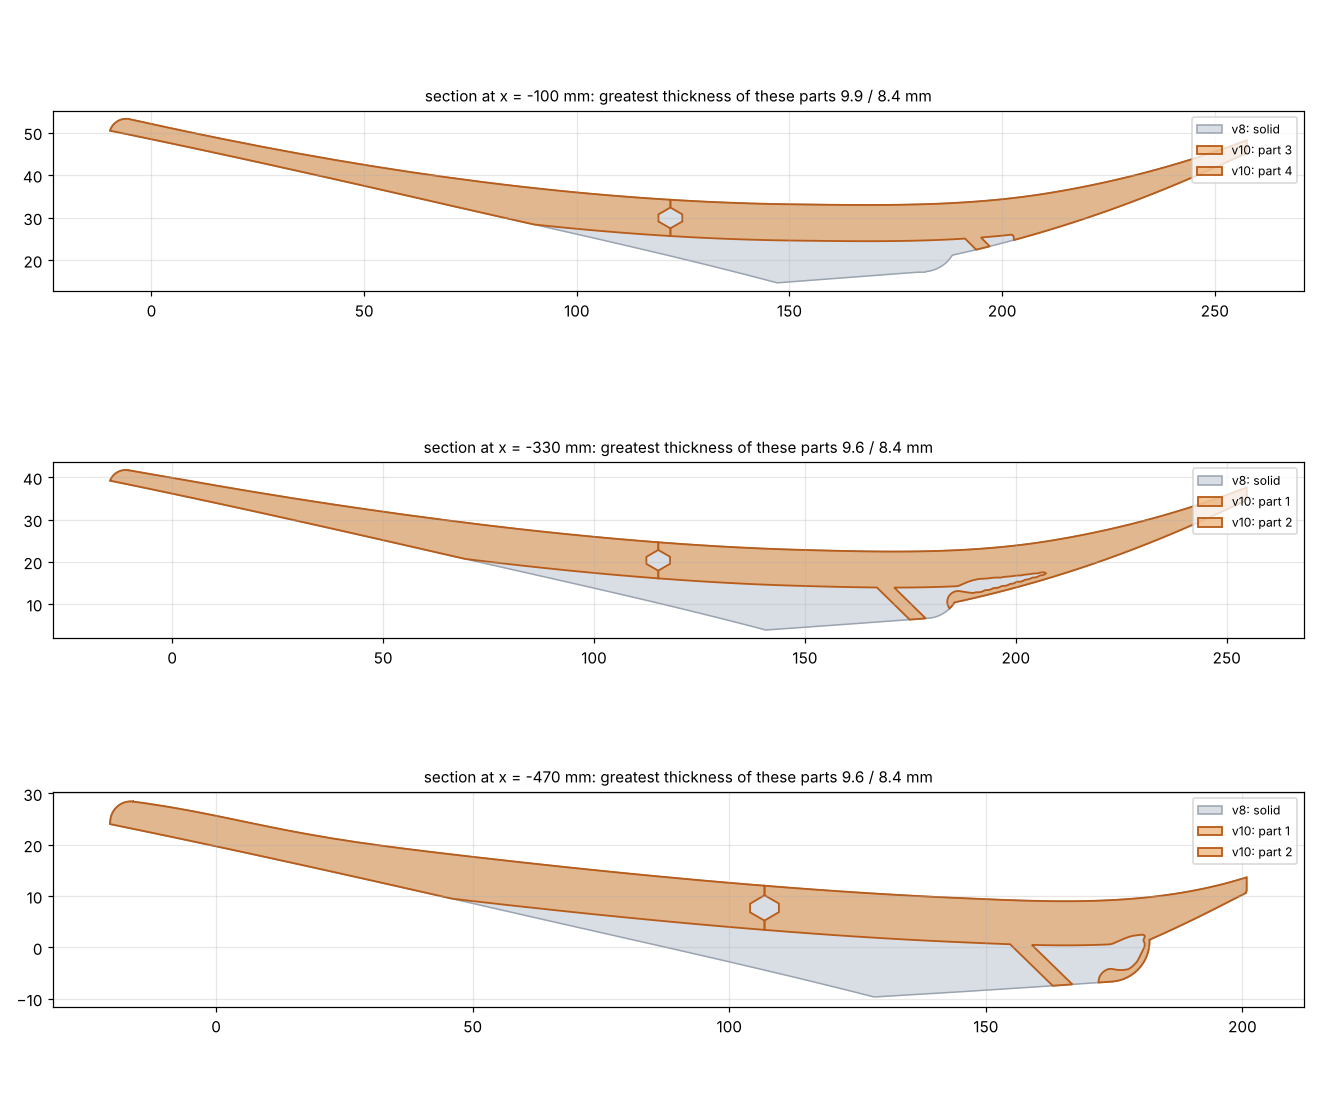 section at x = -100 mm: greatest thickness of these parts 9.9 / 8.4 mm
v8: solid
v10: part 3
v10: part 4
50
40
30
20
0 50 100 150 200 250
section at x = -330 mm: greatest thickness of these parts 9.6 / 8.4 mm
v8: solid
v10: part 1
v10: part 2
40
30
20
10
0 50 100 150 200 250
section at x = -470 mm: greatest thickness of these parts 9.6 / 8.4 mm
v8: solid
v10: part 1
v10: part 2
30
20
10
0
−10
0 50 100 150 200